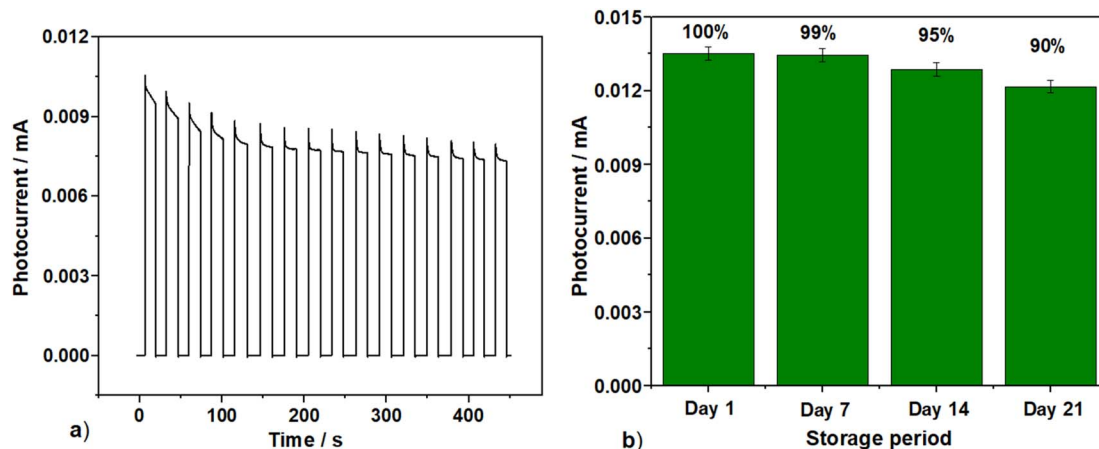 0.012
0.009
0.006
0.003
0.000
Photocurrent / mA
0 100 200 300 400
Time / s
a)
0.015
0.012
0.009
0.006
0.003
0.000
Photocurrent / mA
100% 99% 95% 90%
Day 1 Day 7 Day 14 Day 21
Storage period
b)